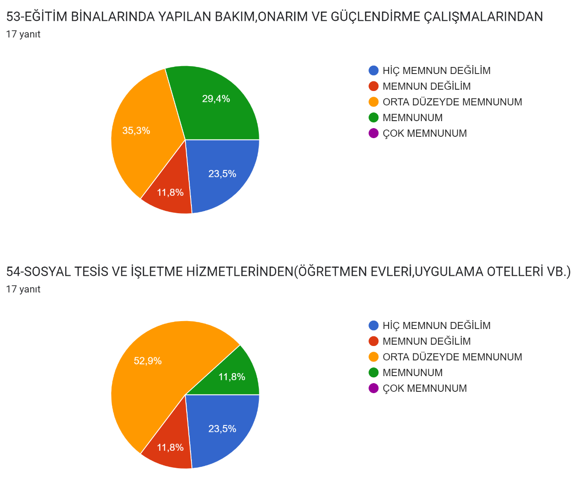 53-EĞİTİM BİNALARINDA YAPILAN BAKIM,ONARIM VE GÜÇLENDİRME ÇALIŞMALARINDAN
17 yanıt
HİÇ MEMNUN DEĞİLİM
MEMNUN DEĞİLİM
ORTA DÜZEYDE MEMNUNUM
MEMNUNUM
ÇOK MEMNUNUM
29,4%
35,3%
23,5%
11,8%
54-SOSYAL TESİS VE İŞLETME HİZMETLERİNDEN(ÖĞRETMEN EVLERİ,UYGULAMA OTELLERİ VB.)
17 yanıt
HİÇ MEMNUN DEĞİLİM
MEMNUN DEĞİLİM
ORTA DÜZEYDE MEMNUNUM
MEMNUNUM
ÇOK MEMNUNUM
52,9%
11,8%
23,5%
11,8%